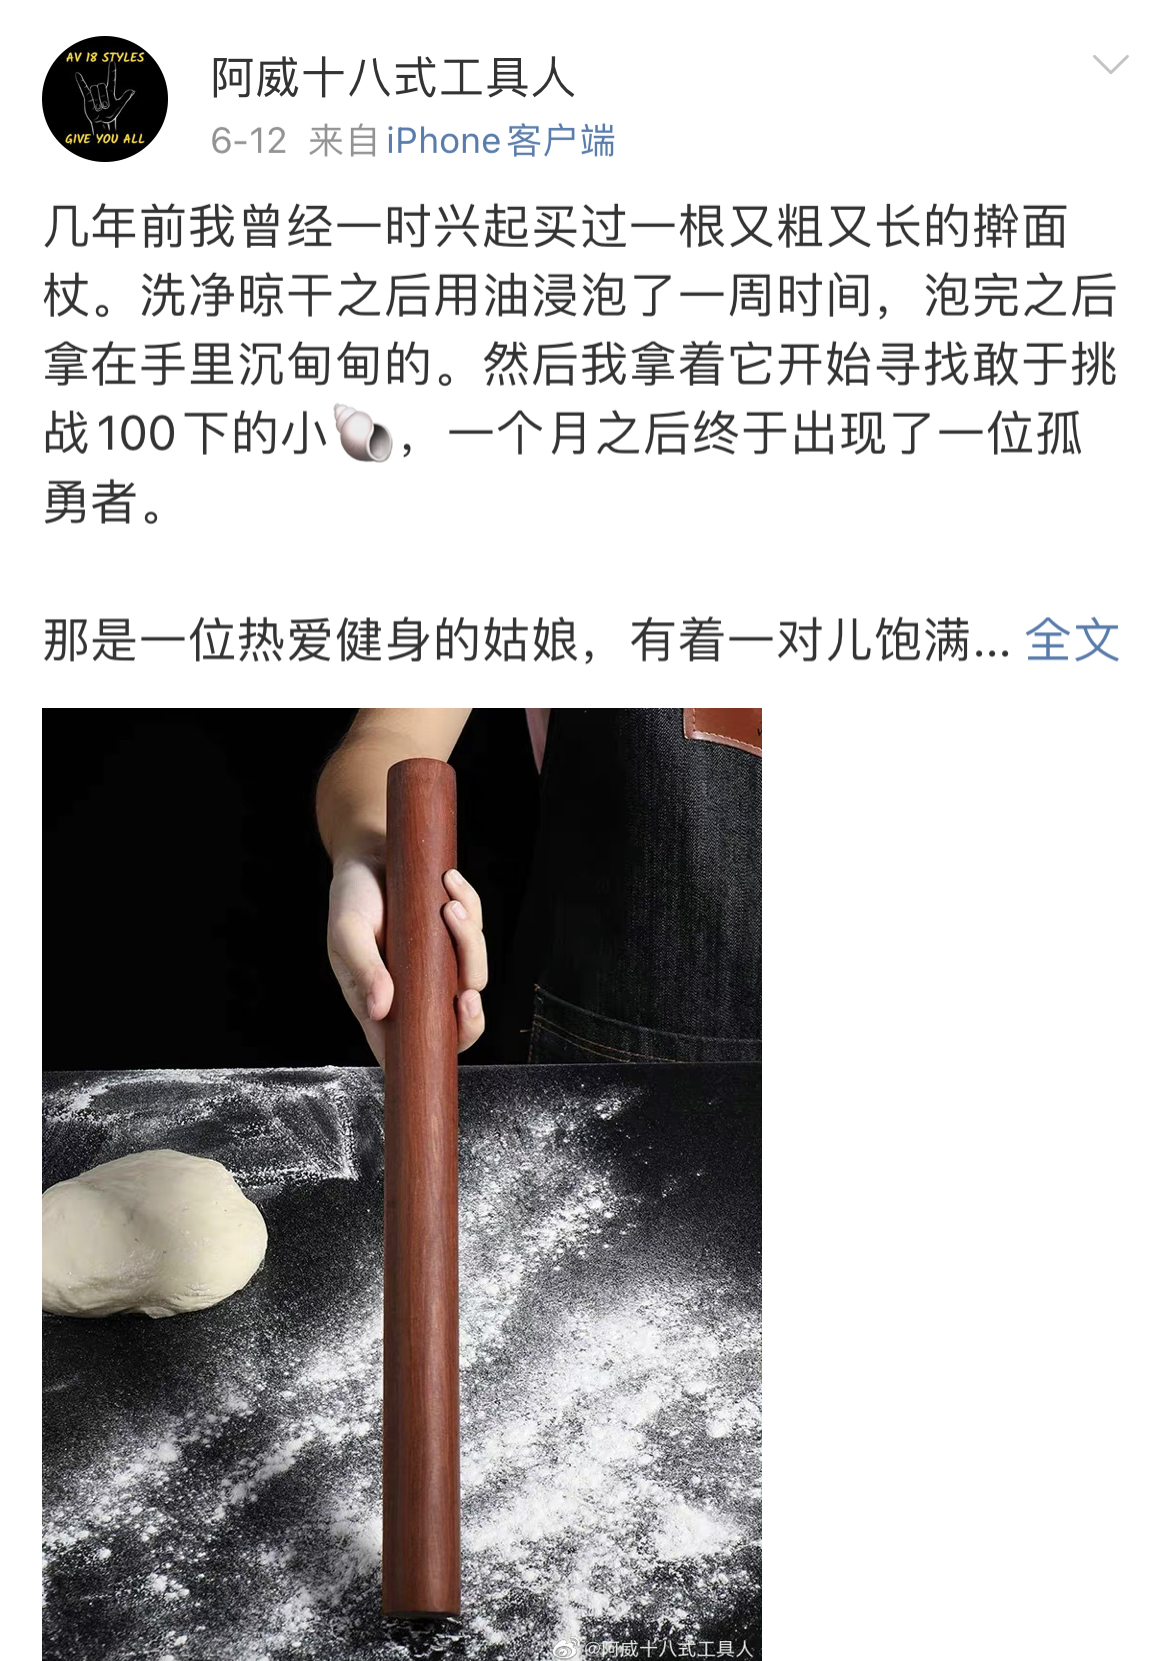 AV 18 STYLES
GIVE YOU ALL
阿威十八式工具人
6-12 来自 iPhone客户端
几年前我曾经一时兴起买过一根又粗又长的擀面
杖。洗净晾干之后用油浸泡了一周时间，泡完之后
拿在手里沉甸甸的。然后我拿着它开始寻找敢于挑
战100下的小🐚，一个月之后终于出现了一位孤
勇者。
那是一位热爱健身的姑娘，有着一对儿饱满... 全文
@阿威十八式工具人